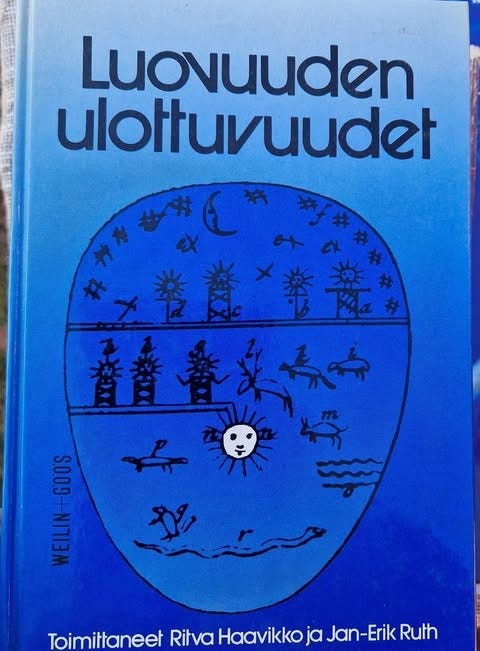 Luovuuden
ulottuvuudet
d c b a
m
n n
r
WEILIN+GÖÖS
Toimittaneet Ritva Haavikko ja Jan-Erik Ruth